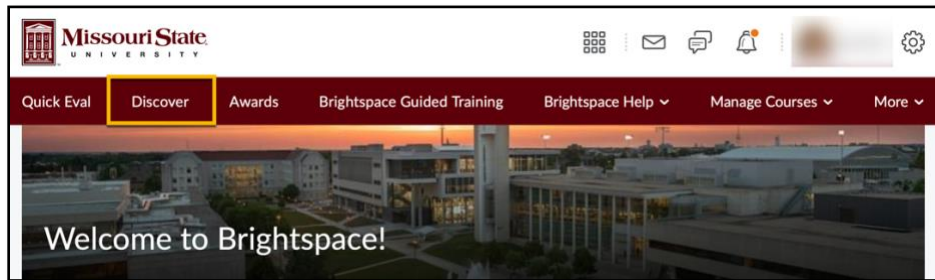 Missouri State
UNIVERSITY
Quick Eval Discover Awards Brightspace Guided Training Brightspace Help Manage Courses More
Welcome to Brightspace!